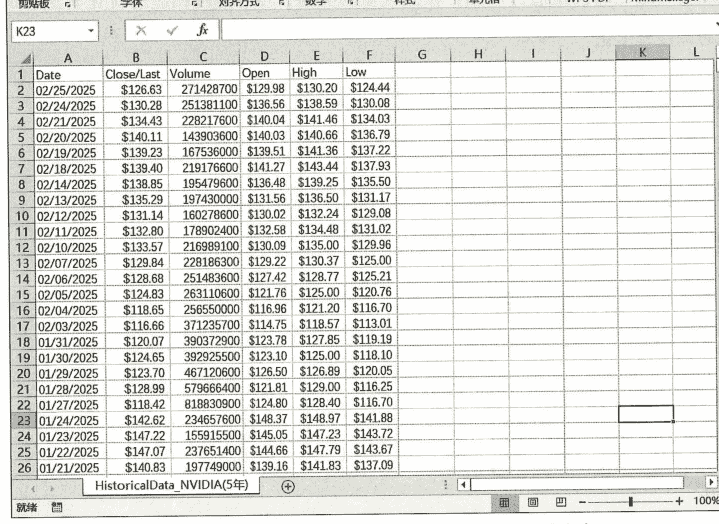 剪贴板 字体 对齐方式 数字 样式 单元格
K23 fx
A B C D E F G H I J K L
1 Date Close/Last Volume Open High Low
2 02/25/2025 $126.63 271428700 $129.98 $130.20 $124.44
3 02/24/2025 $130.28 251381100 $136.56 $138.59 $130.08
4 02/21/2025 $134.43 228217600 $140.04 $141.46 $134.03
5 02/20/2025 $140.11 143903600 $140.03 $140.66 $136.79
6 02/19/2025 $139.23 167536000 $139.51 $141.36 $137.22
7 02/18/2025 $139.40 219176600 $141.27 $143.44 $137.93
8 02/14/2025 $138.85 195479600 $136.48 $139.25 $135.50
9 02/13/2025 $135.29 197430000 $131.56 $136.50 $131.17
10 02/12/2025 $131.14 160278600 $130.02 $132.24 $129.08
11 02/11/2025 $132.80 178902400 $132.58 $134.48 $131.02
12 02/10/2025 $133.57 216989100 $130.09 $135.00 $129.96
13 02/07/2025 $129.84 228186300 $129.22 $130.37 $125.00
14 02/06/2025 $128.68 251483600 $127.42 $128.77 $125.21
15 02/05/2025 $124.83 263110600 $121.76 $125.00 $120.76
16 02/04/2025 $118.65 256550000 $116.96 $121.20 $116.70
17 02/03/2025 $116.66 371235700 $114.75 $118.57 $113.01
18 01/31/2025 $120.07 390372900 $123.78 $127.85 $119.19
19 01/30/2025 $124.65 392925500 $123.10 $125.00 $118.10
20 01/29/2025 $123.70 467120600 $126.50 $126.89 $120.05
21 01/28/2025 $128.99 579666400 $121.81 $129.00 $116.25
22 01/27/2025 $118.42 818830900 $124.80 $128.40 $116.70
23 01/24/2025 $142.62 234657600 $148.37 $148.97 $141.88
24 01/23/2025 $147.22 155915500 $145.05 $147.23 $143.72
25 01/22/2025 $147.07 237651400 $144.66 $147.79 $143.67
26 01/21/2025 $140.83 197749000 $139.16 $141.83 $137.09
HistoricalData_NVIDIA(5年)
就绪 100%